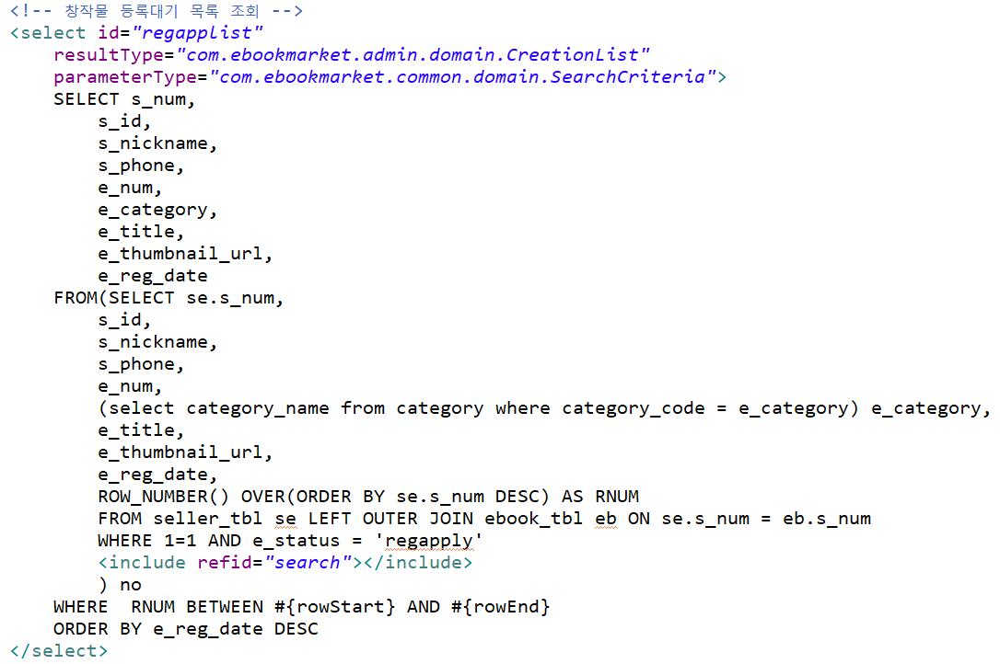 <!-- 창작물 등록대기 목록 조회 -->
<select id="regapplist"
    resultType="com.ebookmarket.admin.domain.CreationList"
    parameterType="com.ebookmarket.common.domain.SearchCriteria">
    SELECT s_num,
        s_id,
        s_nickname,
        s_phone,
        e_num,
        e_category,
        e_title,
        e_thumbnail_url,
        e_reg_date
    FROM(SELECT se.s_num,
        s_id,
        s_nickname,
        s_phone,
        e_num,
        (select category_name from category where category_code = e_category) e_category,
        e_title,
        e_thumbnail_url,
        e_reg_date,
        ROW_NUMBER() OVER(ORDER BY se.s_num DESC) AS RNUM
        FROM seller_tbl se LEFT OUTER JOIN ebook_tbl eb ON se.s_num = eb.s_num
        WHERE 1=1 AND e_status = 'regapply'
        <include refid="search"></include>
        ) no
    WHERE  RNUM BETWEEN #{rowStart} AND #{rowEnd}
    ORDER BY e_reg_date DESC
</select>